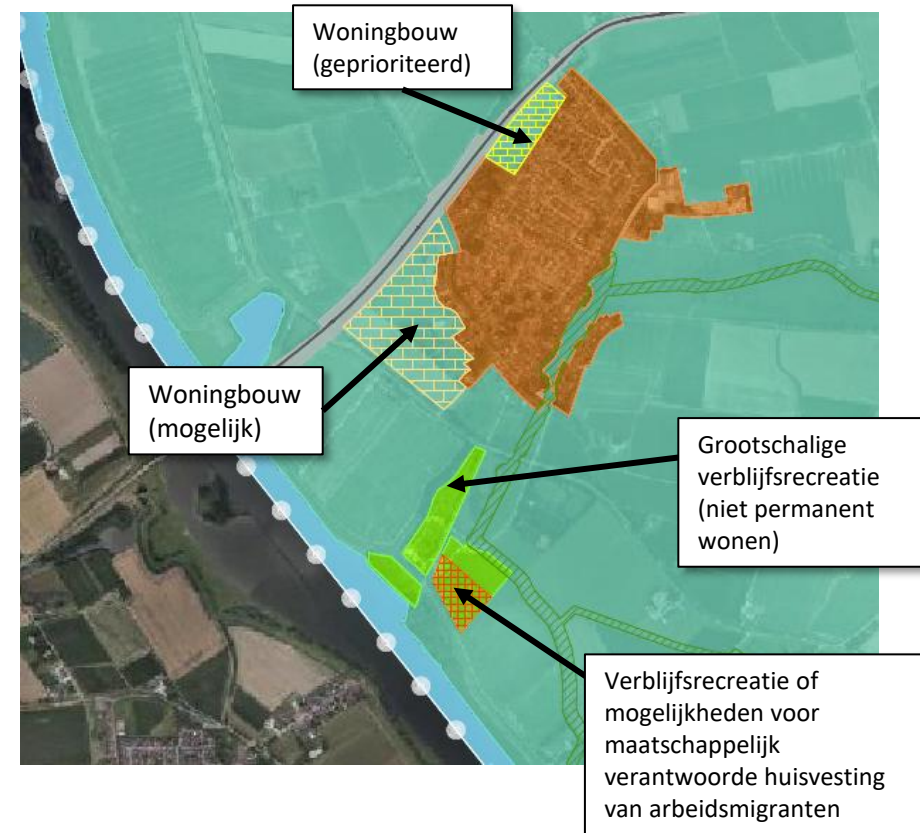 Woningbouw
(geprioriteerd)
Woningbouw
(mogelijk)
Grootschalige
verblijfsrecreatie
(niet permanent
wonen)
Verblijfsrecreatie of
mogelijkheden voor
maatschappelijk
verantwoorde huisvesting
van arbeidsmigranten